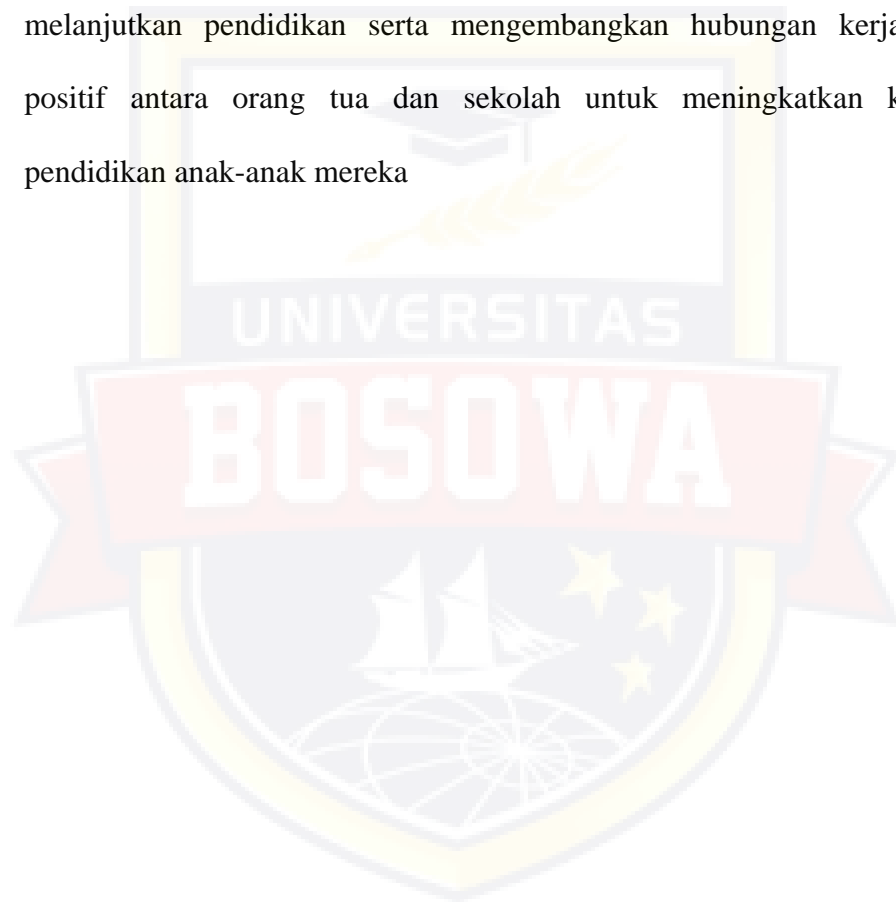 melanjutkan pendidikan serta mengembangkan hubungan
positif antara orang tua dan sekolah untuk meningkatkan
pendidikan anak-anak mereka
UNIVERSITAS
BOSOWA